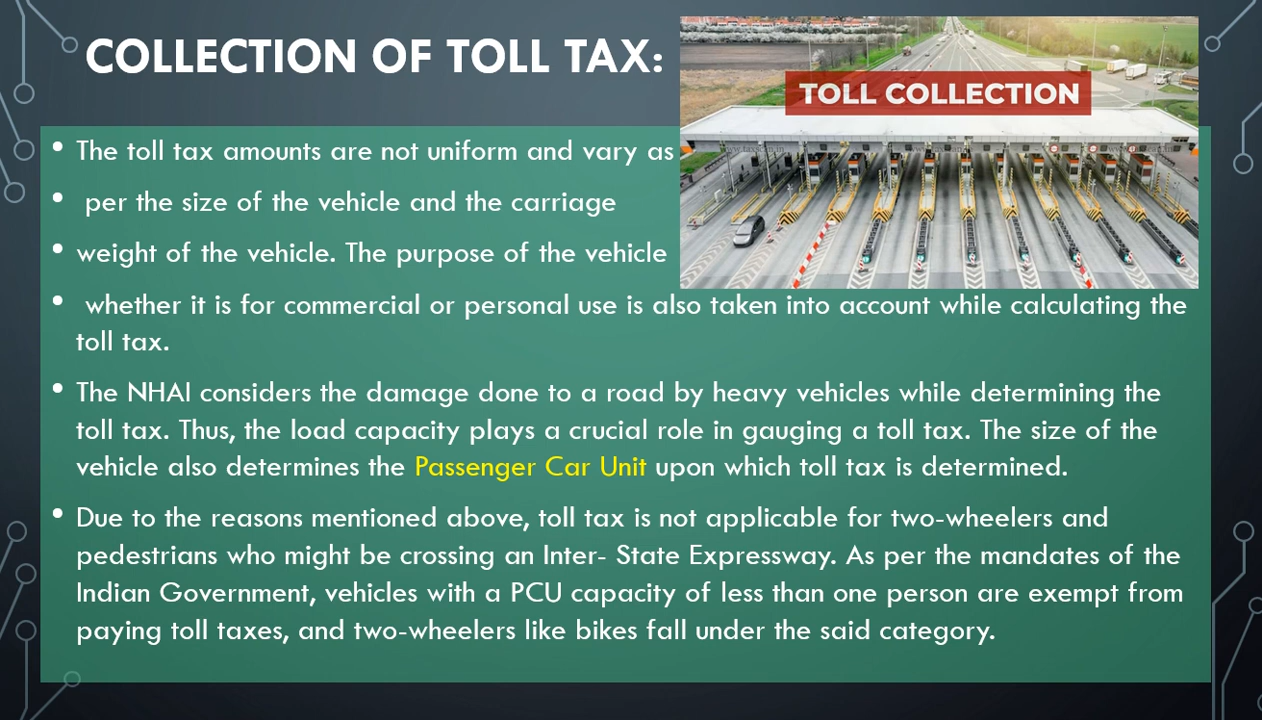 COLLECTION OF TOLL TAX:
TOLL COLLECTION
• The toll tax amounts are not uniform and vary as
• per the size of the vehicle and the carriage
• weight of the vehicle. The purpose of the vehicle
• whether it is for commercial or personal use is also taken into account while calculating the
toll tax.
• The NHAI considers the damage done to a road by heavy vehicles while determining the
toll tax. Thus, the load capacity plays a crucial role in gauging a toll tax. The size of the
vehicle also determines the Passenger Car Unit upon which toll tax is determined.
• Due to the reasons mentioned above, toll tax is not applicable for two-wheelers and
pedestrians who might be crossing an Inter- State Expressway. As per the mandates of the
Indian Government, vehicles with a PCU capacity of less than one person are exempt from
paying toll taxes, and two-wheelers like bikes fall under the said category.